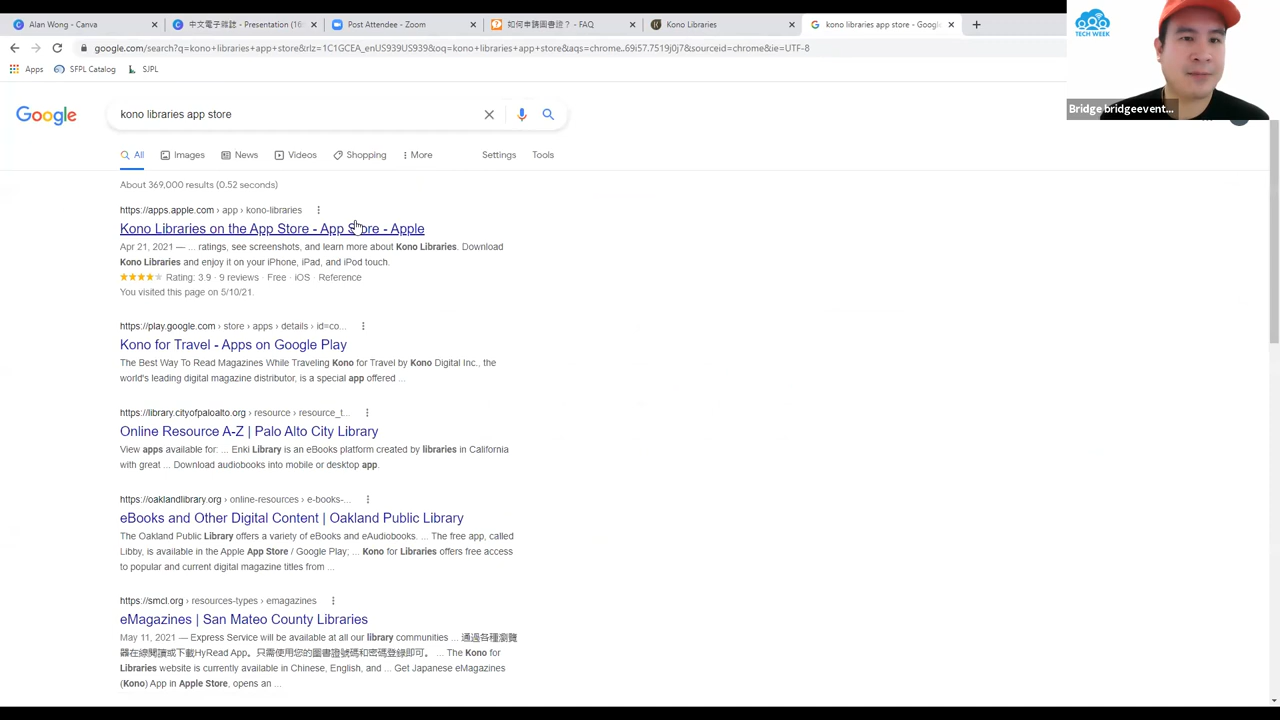 Alan Wong - Canva
中文電子雜誌 - Presentation (16:
Post Attendee - Zoom
如何申請圖書證？ - FAQ
Kono Libraries
kono libraries app store - Googl
google.com/search?q=kono+libraries+app+store&rlz=1C1GCEA_enUS939US939&oq=kono+libraries+app+store&aqs=chrome..69i57.7519j0j7&sourceid=chrome&ie=UTF-8
Apps
SFPL Catalog
SJPL
TECH WEEK
Bridge bridgeevent...
Google
kono libraries app store
All
Images
News
Videos
Shopping
More
Settings
Tools
About 369,000 results (0.52 seconds)
https://apps.apple.com › app › kono-libraries
Kono Libraries on the App Store - App Store - Apple
Apr 21, 2021 — ... ratings, see screenshots, and learn more about Kono Libraries. Download
Kono Libraries and enjoy it on your iPhone, iPad, and iPod touch.
Rating: 3.9 · 9 reviews · Free · iOS · Reference
You visited this page on 5/10/21.
https://play.google.com › store › apps › details › id=co...
Kono for Travel - Apps on Google Play
The Best Way To Read Magazines While Traveling Kono for Travel by Kono Digital Inc., the
world's leading digital magazine distributor, is a special app offered ...
https://library.cityofpaloalto.org › resource › resource_t...
Online Resource A-Z | Palo Alto City Library
View apps available for: ... Enki Library is an eBooks platform created by libraries in California
with great ... Download audiobooks into mobile or desktop app.
https://oaklandlibrary.org › online-resources › e-books-...
eBooks and Other Digital Content | Oakland Public Library
The Oakland Public Library offers a variety of eBooks and eAudiobooks. ... The free app, called
Libby, is available in the Apple App Store / Google Play; ... Kono for Libraries offers free access
to popular and current digital magazine titles from ...
https://smcl.org › resources-types › emagazines
eMagazines | San Mateo County Libraries
May 11, 2021 — Express Service will be available at all our library communities ... 通過各種瀏覽
器在線閱讀或下載HyRead App。只需使用您的圖書證號碼和密碼登錄即可。 ... The Kono for
Libraries website is currently available in Chinese, English, and ... Get Japanese eMagazines
(Kono) App in Apple Store, opens an ...